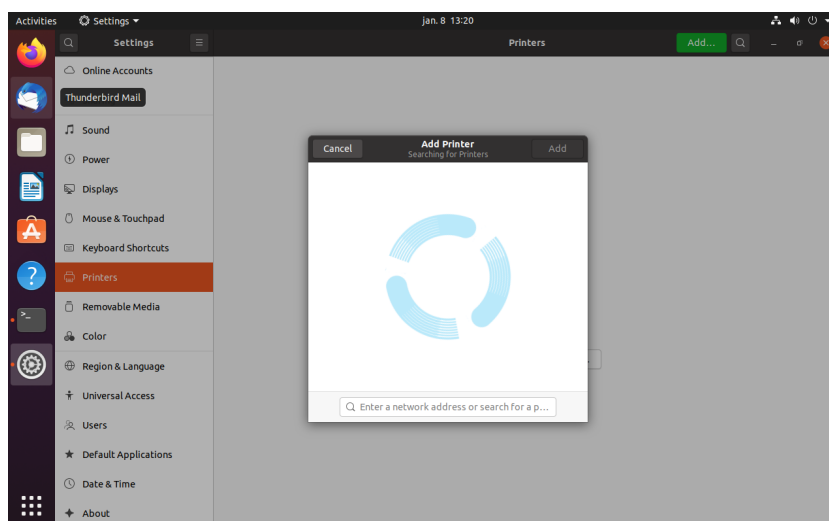 Activities
Settings
jan. 8 13:20
Settings
Printers
Add...
Online Accounts
Thunderbird Mail
Sound
Power
Displays
Mouse & Touchpad
Keyboard Shortcuts
Printers
Removable Media
Color
Region & Language
Universal Access
Users
Default Applications
Date & Time
About
Cancel
Add Printer
Searching for Printers
Add
Enter a network address or search for a p...